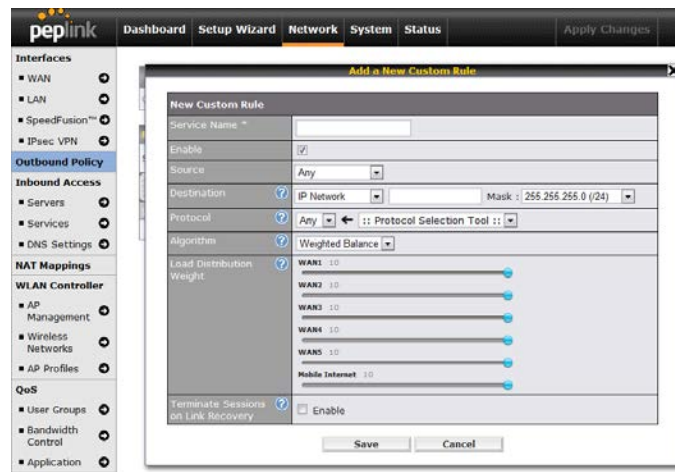 peplink
Dashboard Setup Wizard Network System Status Apply Changes
Interfaces
WAN
LAN
SpeedFusion™
IPsec VPN
Outbound Policy
Inbound Access
Servers
Services
DNS Settings
NAT Mappings
WLAN Controller
AP Management
Wireless Networks
AP Profiles
QoS
User Groups
Bandwidth Control
Application
Add a New Custom Rule
X
New Custom Rule
Service Name *
Enable
Source Any
Destination ? IP Network Mask : 255.255.255.0 (/24)
Protocol ? Any :: Protocol Selection Tool ::
Algorithm ? Weighted Balance
Load Distribution Weight ?
WAN1 10
WAN2 10
WAN3 10
WAN4 10
WAN5 10
Mobile Internet 10
Terminate Sessions on Link Recovery ? Enable
Save Cancel